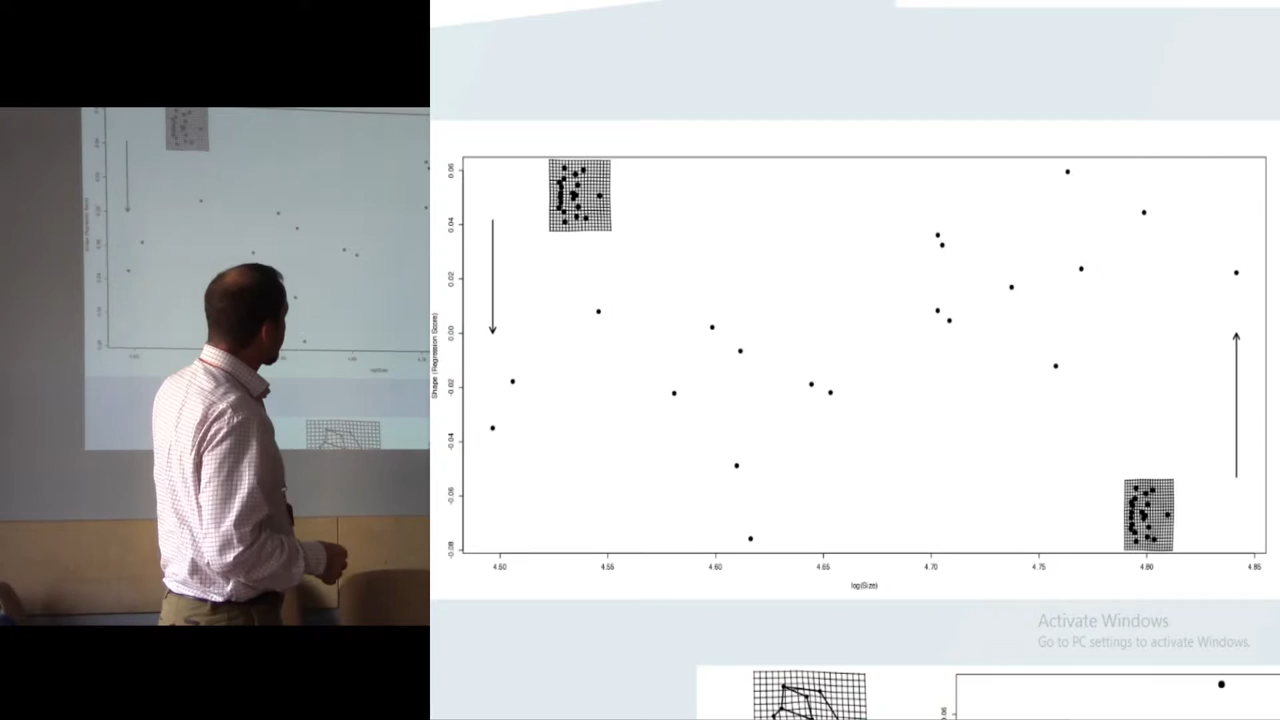 0.06
0.04
0.02
0.00
-0.02
-0.04
-0.06
-0.08
Shape (Regression Score)
4.50 4.55 4.60 4.65 4.70 4.75 4.80 4.85
log(Size)
Activate Windows
Go to PC settings to activate Windows.
0.06